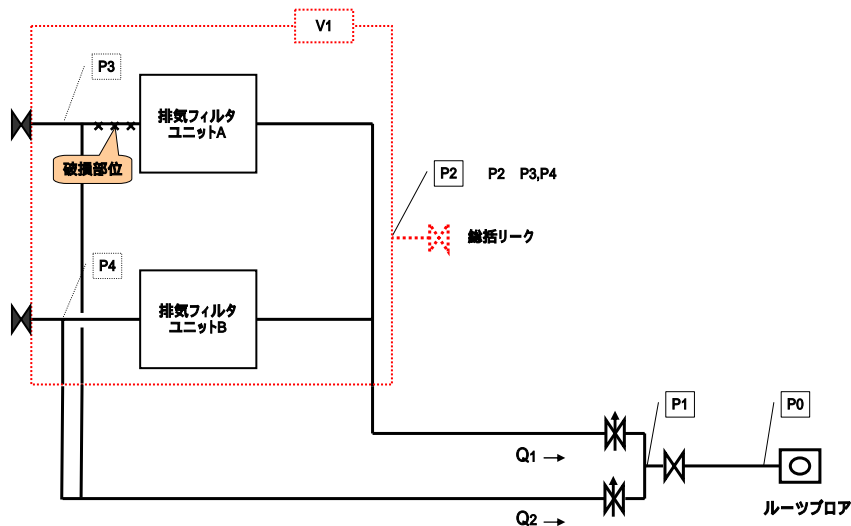 V1
P3
排気フィルタ
ユニットA
破損部位
P2 P2 P3,P4
総括リーク
P4
排気フィルタ
ユニットB
P1
P0
Q1 →
ルーツブロア
Q2 →